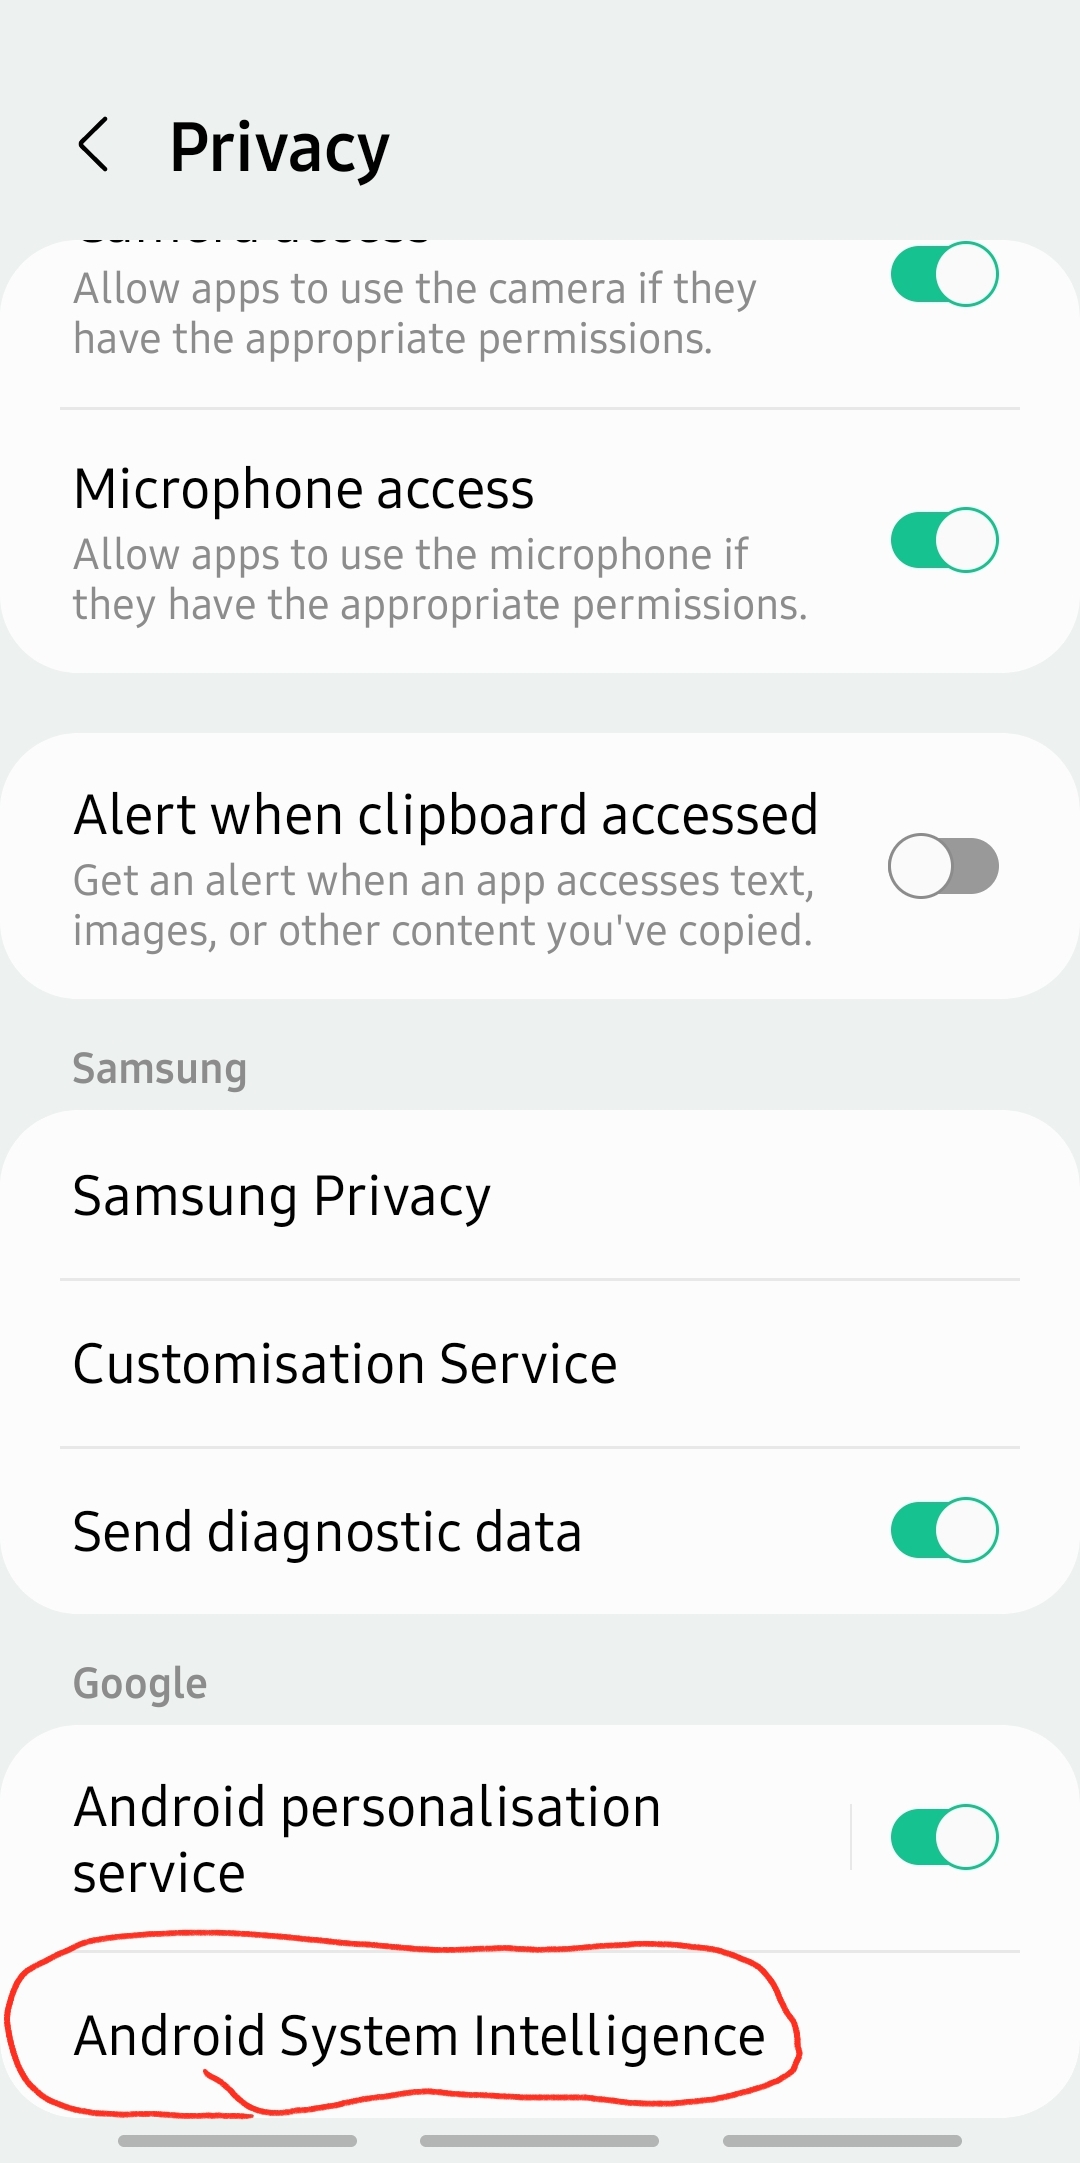 Privacy
Allow apps to use the camera if they
have the appropriate permissions.
Microphone access
Allow apps to use the microphone if
they have the appropriate permissions.
Alert when clipboard accessed
Get an alert when an app accesses text,
images, or other content you've copied.
Samsung
Samsung Privacy
Customisation Service
Send diagnostic data
Google
Android personalisation
service
Android System Intelligence